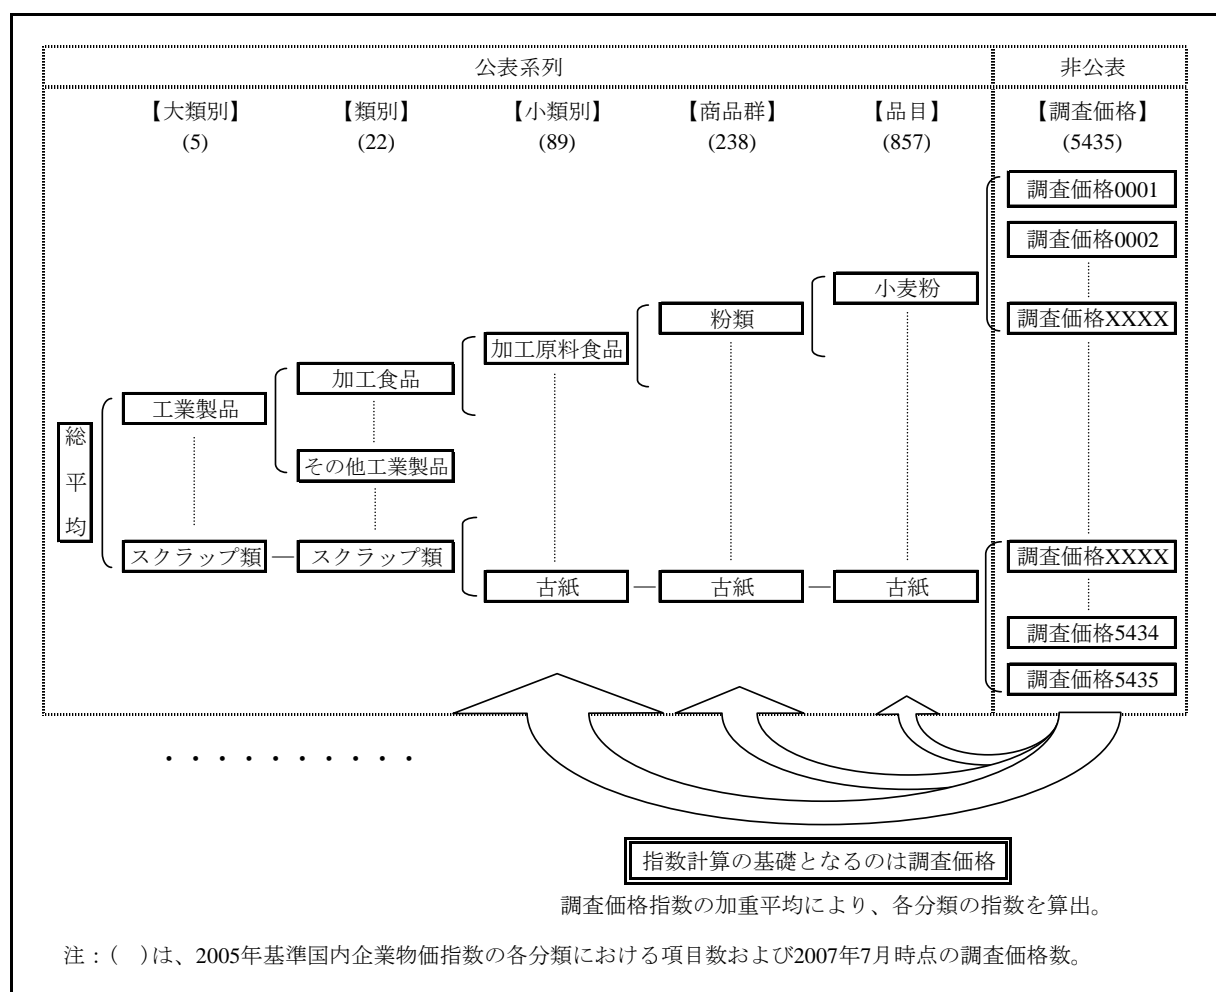 公表系列
非公表
【大類別】
(5)
【類別】
(22)
【小類別】
(89)
【商品群】
(238)
【品目】
(857)
【調査価格】
(5435)
調査価格0001
調査価格0002
調査価格XXXX
小麦粉
粉類
加工原料食品
加工食品
工業製品
総平均
その他工業製品
スクラップ類
スクラップ類
古紙
古紙
古紙
調査価格XXXX
調査価格5434
調査価格5435
・・・・・・・・・・
指数計算の基礎となるのは調査価格
調査価格指数の加重平均により、各分類の指数を算出。
注:( )は、2005年基準国内企業物価指数の各分類における項目数および2007年7月時点の調査価格数。